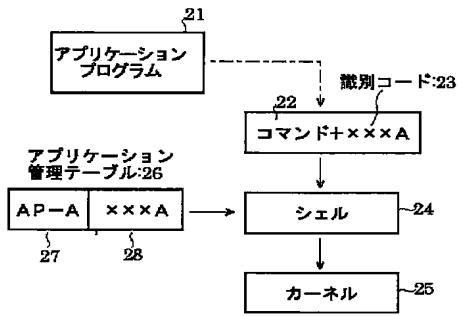 21
アプリケーション
プログラム
識別コード:23
22
コマンド+×××A
アプリケーション
管理テーブル:26
AP-A
×××A
シェル
24
27
28
カーネル
25